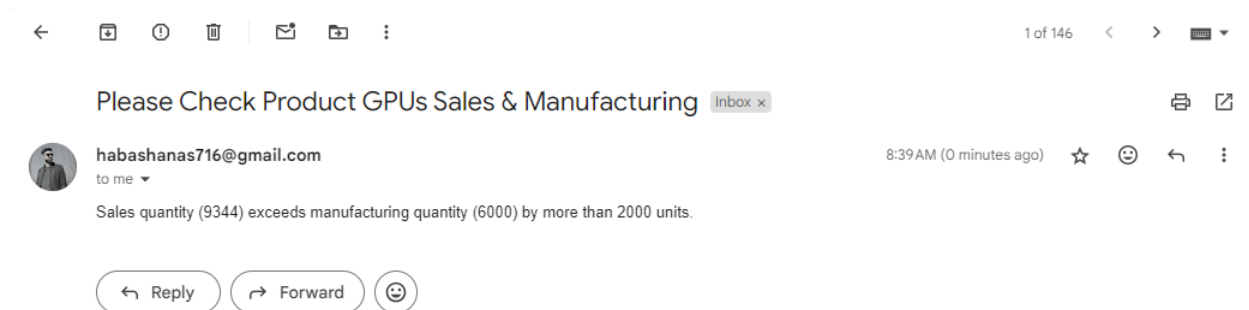 1 of 146
Please Check Product GPUs Sales & Manufacturing Inbox ×
habashanas716@gmail.com 8:39 AM (0 minutes ago)
to me
Sales quantity (9344) exceeds manufacturing quantity (6000) by more than 2000 units.
Reply Forward